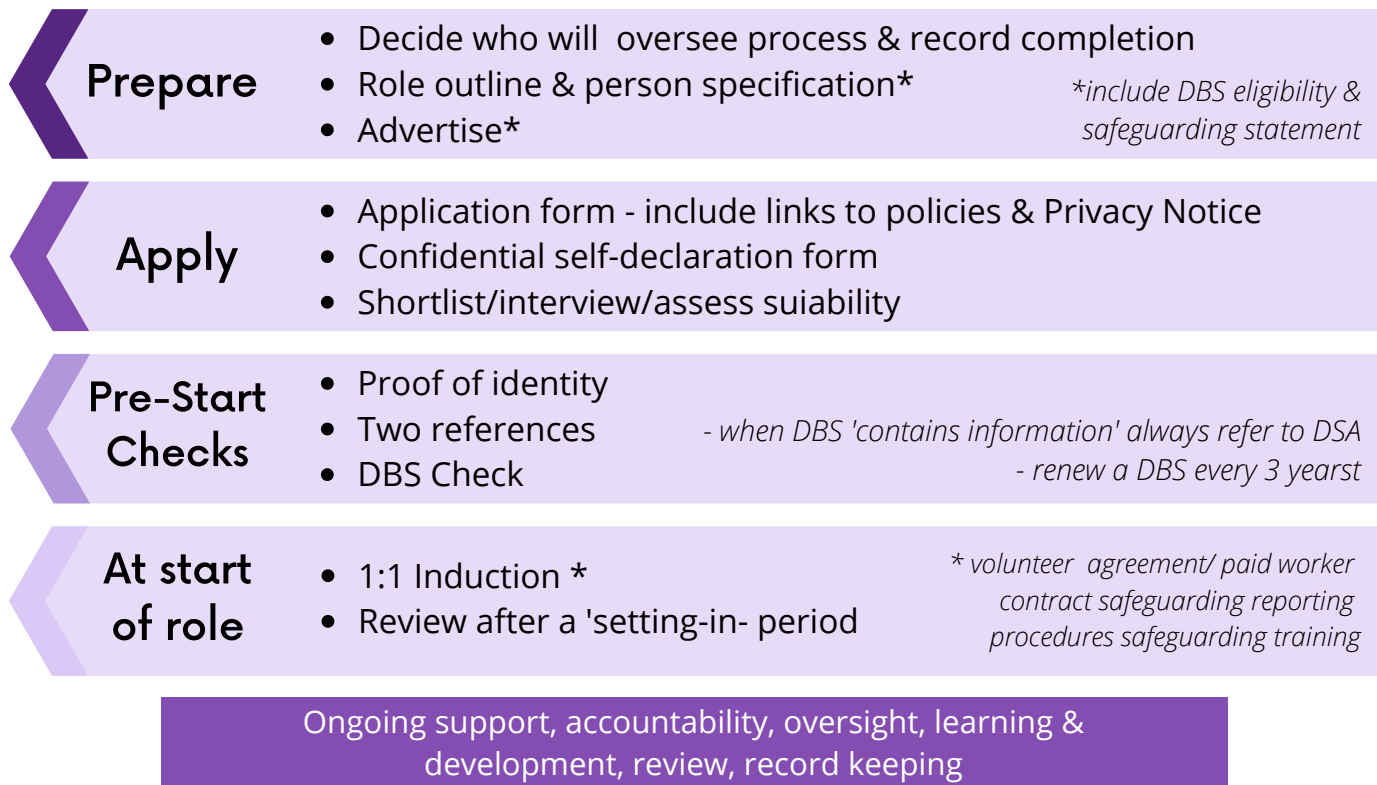 Prepare
• Decide who will oversee process & record completion
• Role outline & person specification*
• Advertise*
*include DBS eligibility &
safeguarding statement
Apply
• Application form - include links to policies & Privacy Notice
• Confidential self-declaration form
• Shortlist/interview/assess suiability
Pre-Start
Checks
• Proof of identity
• Two references
• DBS Check
- when DBS 'contains information' always refer to DSA
- renew a DBS every 3 yearst
At start
of role
• 1:1 Induction *
• Review after a 'setting-in- period
* volunteer agreement/ paid worker
contract safeguarding reporting
procedures safeguarding training
Ongoing support, accountability, oversight, learning &
development, review, record keeping